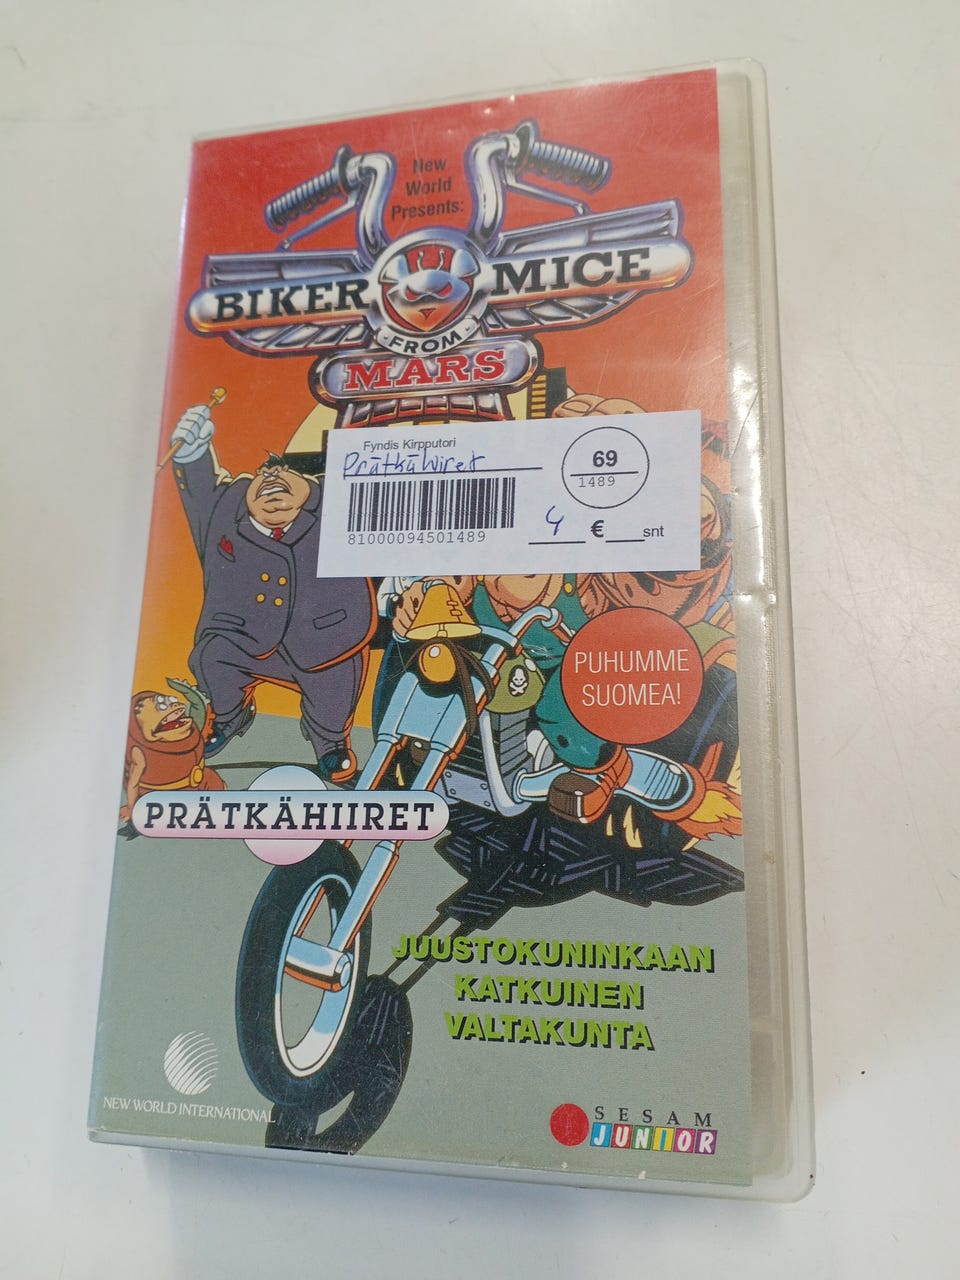 New
World
Presents:
BIKER MICE
FROM
MARS
Fyndis Kirpputori
Prätkähiiret
69
1489
81000094501489
4 € snt
PUHUMME
SUOMEA!
PRÄTKÄHIIRET
JUUSTOKUNINKAAN
KATKUINEN
VALTAKUNTA
NEW WORLD INTERNATIONAL
SESAM
JUNIOR